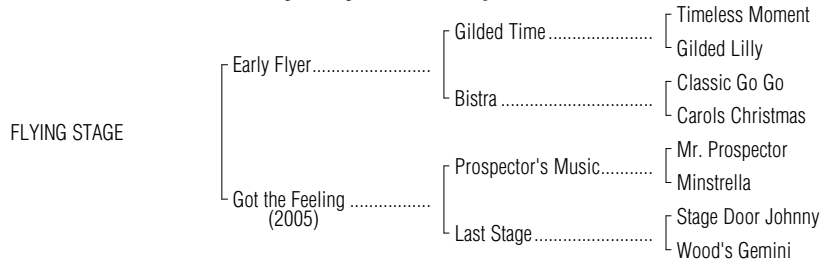 Timeless Moment
Gilded Time.......................
Gilded Lilly
Early Flyer..........................
Classic Go Go
Bistra .................................
Carols Christmas
FLYING STAGE
Mr. Prospector
Prospector's Music...........
Minstrella
Got the Feeling ..................
(2005)
Stage Door Johnny
Last Stage..........................
Wood's Gemini